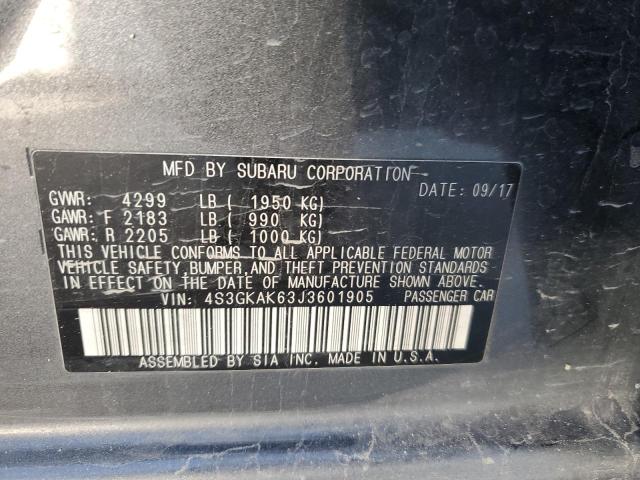 MFD BY SUBARU CORPORATION
DATE: 09/17
GVWR: 4299 LB ( 1950 KG)
GAWR: F 2183 LB ( 990 KG)
GAWR: R 2205 LB ( 1000 KG)
THIS VEHICLE CONFORMS TO ALL APPLICABLE FEDERAL MOTOR
VEHICLE SAFETY, BUMPER, AND THEFT PREVENTION STANDARDS
IN EFFECT ON THE DATE OF MANUFACTURE SHOWN ABOVE.
VIN: 4S3GKAK63J3601905 PASSENGER CAR
ASSEMBLED BY SIA INC. MADE IN U.S.A.